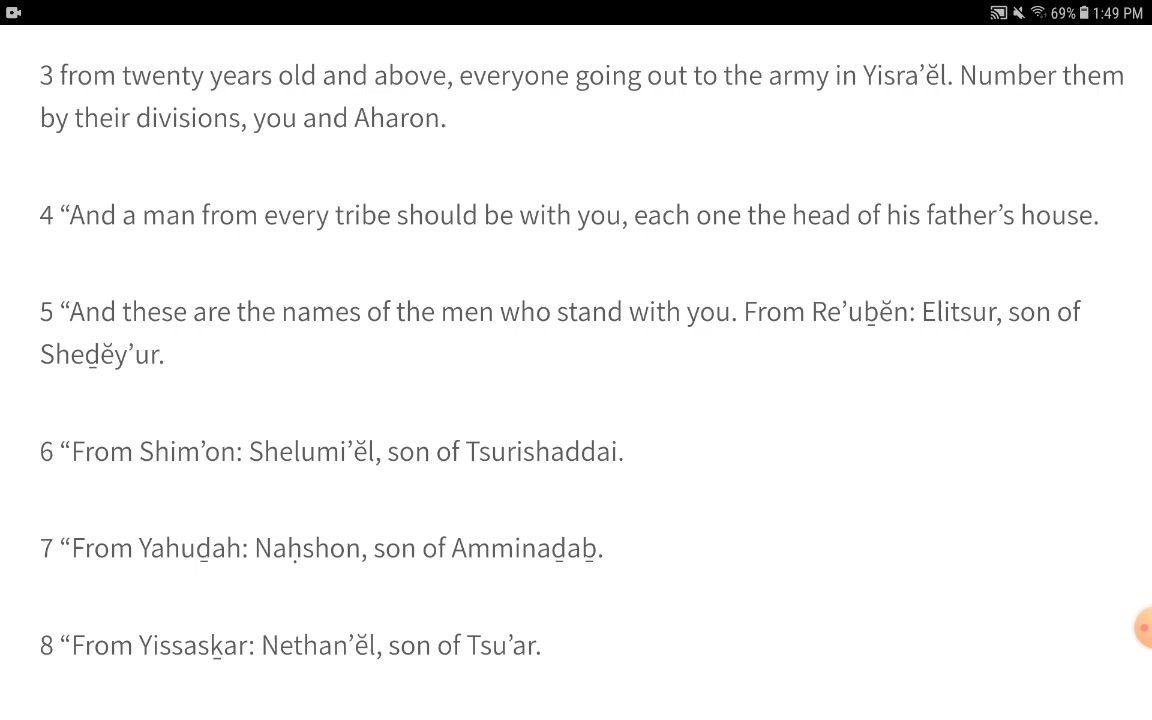 69% 1:49 PM
3 from twenty years old and above, everyone going out to the army in Yisra’ĕl. Number them
by their divisions, you and Aharon.
4 “And a man from every tribe should be with you, each one the head of his father’s house.
5 “And these are the names of the men who stand with you. From Re’uḇĕn: Elitsur, son of
Sheḏĕy’ur.
6 “From Shim’on: Shelumi’ĕl, son of Tsurishaddai.
7 “From Yahuḏah: Naḥshon, son of Amminaḏaḇ.
8 “From Yissasḵar: Nethan’ĕl, son of Tsu’ar.